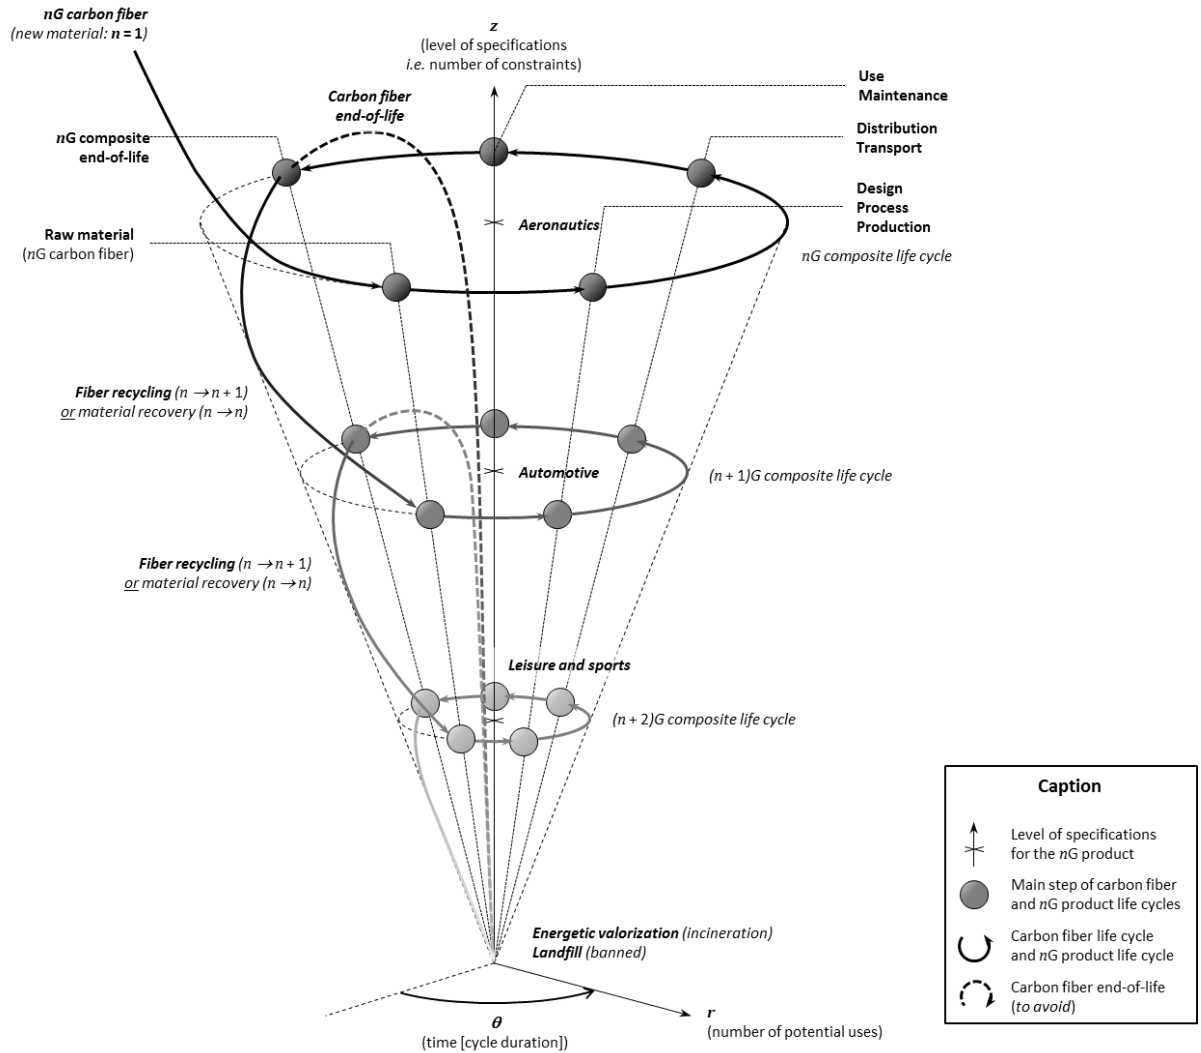 nG carbon fiber
(new material: n = 1)
z
(level of specifications
i.e. number of constraints)
Carbon fiber
end-of-life
Use
Maintenance
nG composite
end-of-life
Distribution
Transport
Design
Process
Production
Aeronautics
Raw material
(nG carbon fiber)
nG composite life cycle
Fiber recycling (n → n + 1)
or material recovery (n → n)
Automotive
(n + 1)G composite life cycle
Fiber recycling (n → n + 1)
or material recovery (n → n)
Leisure and sports
(n + 2)G composite life cycle
Energetic valorization (incineration)
Landfill (banned)
r
(number of potential uses)
θ
(time [cycle duration])
Caption
Level of specifications
for the nG product
Main step of carbon fiber
and nG product life cycles
Carbon fiber life cycle
and nG product life cycle
Carbon fiber end-of-life
(to avoid)